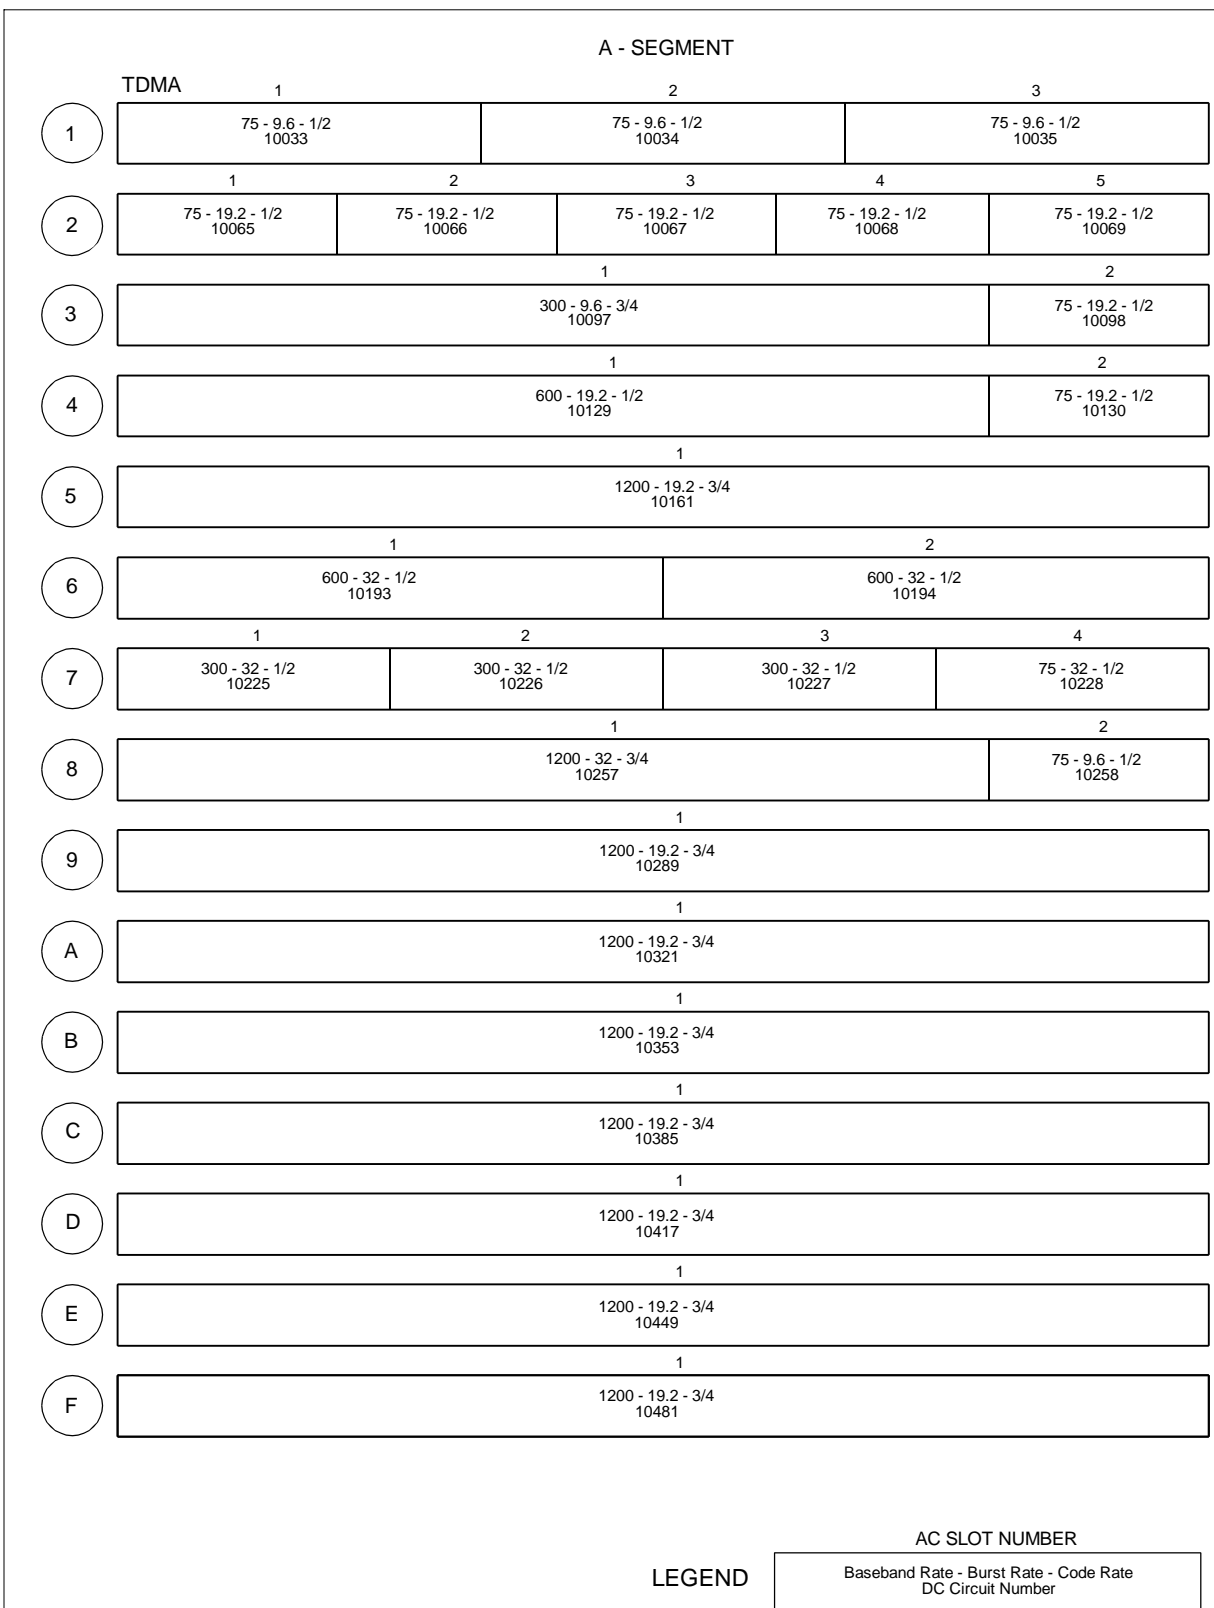 A - SEGMENT
TDMA
1 2 3
1
75 - 9.6 - 1/2 75 - 9.6 - 1/2 75 - 9.6 - 1/2
10033 10034 10035
1 2 3 4 5
2
75 - 19.2 - 1/2 75 - 19.2 - 1/2 75 - 19.2 - 1/2 75 - 19.2 - 1/2 75 - 19.2 - 1/2
10065 10066 10067 10068 10069
1 2
3
300 - 9.6 - 3/4 75 - 19.2 - 1/2
10097 10098
1 2
4
600 - 19.2 - 1/2 75 - 19.2 - 1/2
10129 10130
1
5
1200 - 19.2 - 3/4
10161
1 2
6
600 - 32 - 1/2 600 - 32 - 1/2
10193 10194
1 2 3 4
7
300 - 32 - 1/2 300 - 32 - 1/2 300 - 32 - 1/2 75 - 32 - 1/2
10225 10226 10227 10228
1 2
8
1200 - 32 - 3/4 75 - 9.6 - 1/2
10257 10258
1
9
1200 - 19.2 - 3/4
10289
1
A
1200 - 19.2 - 3/4
10321
1
B
1200 - 19.2 - 3/4
10353
1
C
1200 - 19.2 - 3/4
10385
1
D
1200 - 19.2 - 3/4
10417
1
E
1200 - 19.2 - 3/4
10449
1
F
1200 - 19.2 - 3/4
10481
AC SLOT NUMBER
LEGEND
Baseband Rate - Burst Rate - Code Rate
DC Circuit Number